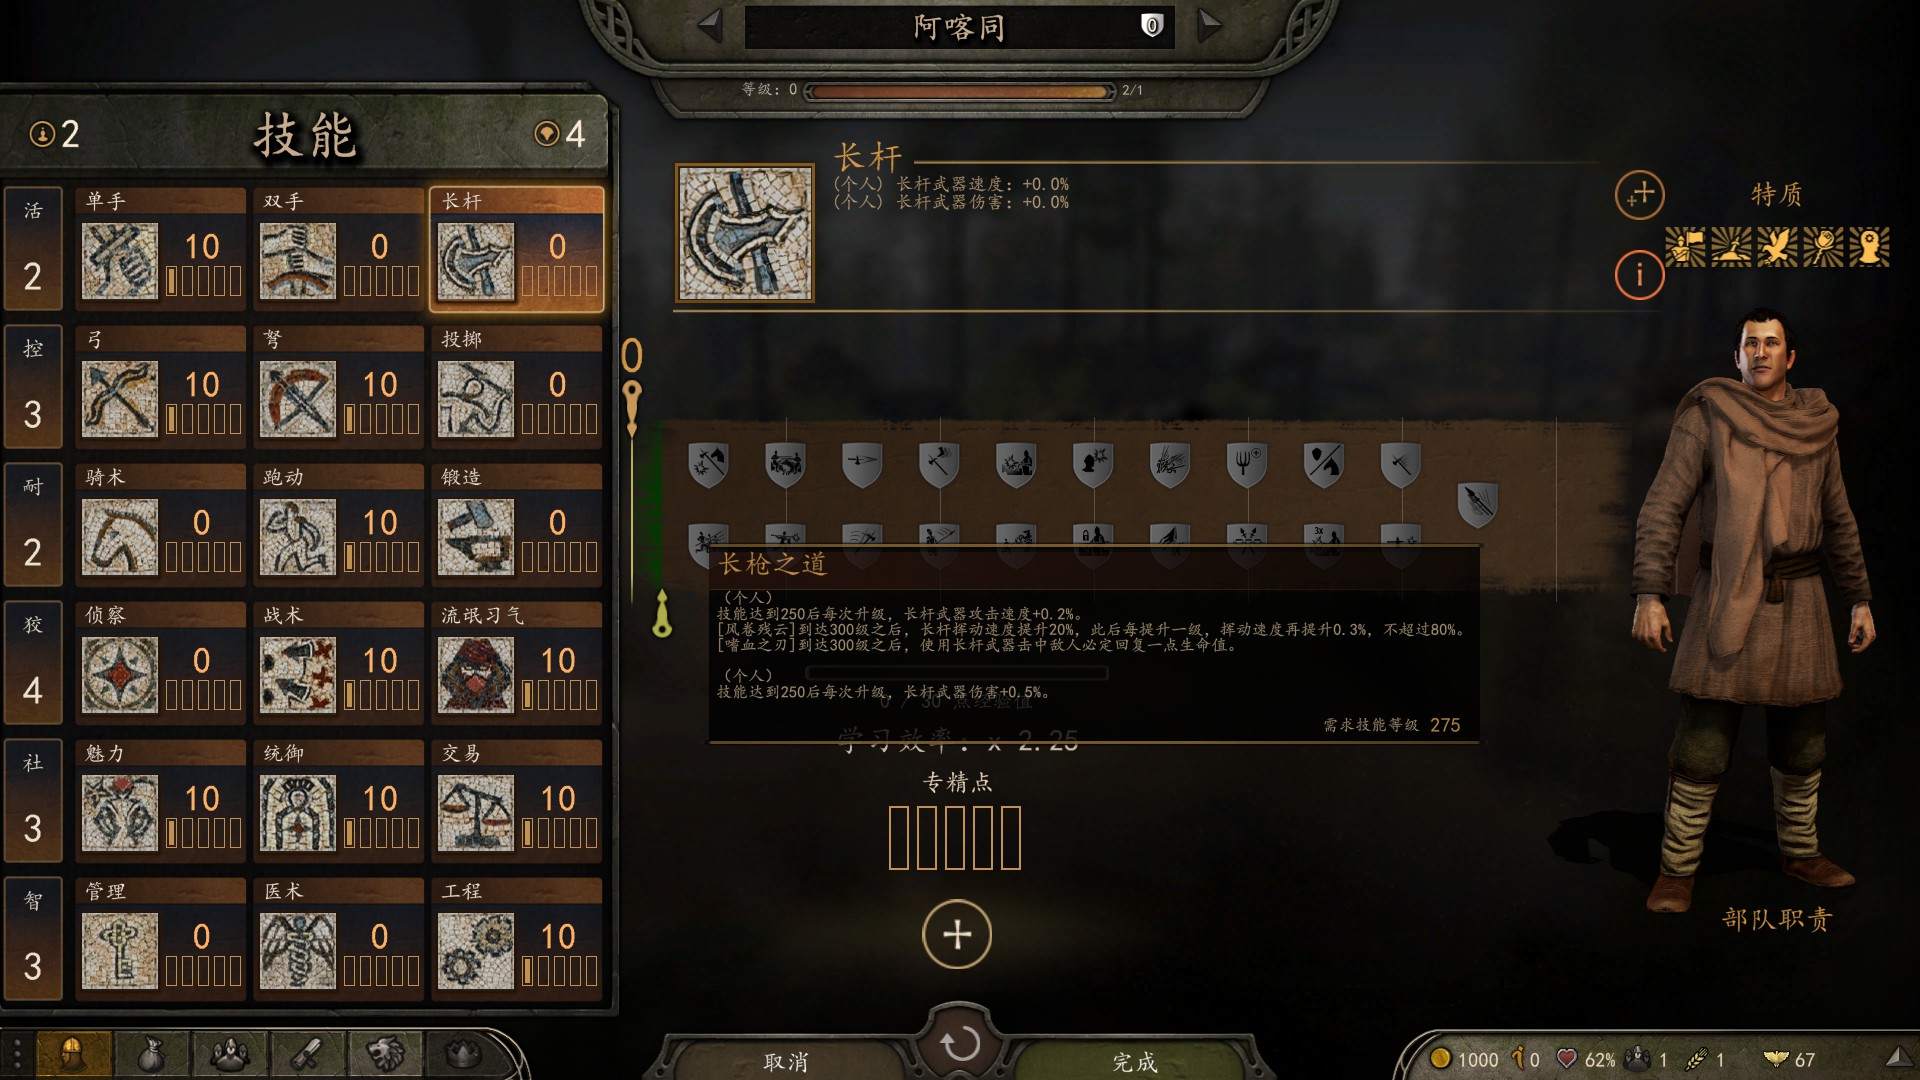 阿喀同
0
等级: 0
2/1
2
技能
4
活
2
单手
10
双手
0
长杆
0
控
3
弓
10
弩
10
投掷
0
耐
2
骑术
0
跑动
10
锻造
0
狡
4
侦察
0
战术
10
流氓习气
10
社
3
魅力
10
统御
10
交易
10
智
3
管理
0
医术
0
工程
10
长杆
(个人) 长杆武器速度: +0.0%
(个人) 长杆武器伤害: +0.0%
特质
i
0
3x
长枪之道
(个人)
技能达到250后每次升级, 长杆武器攻击速度+0.2%。
[风卷残云]到达300级之后, 长杆挥动速度提升20%, 此后每提升一级, 挥动速度再提升0.3%, 不超过80%。
[嗜血之刃]到达300级之后, 使用长杆武器击中敌人必定回复一点生命值。
(个人)
技能达到250后每次升级, 长杆武器伤害+0.5%。
0 / 30 点经验值
需求技能等级 275
学习效率: x 2.25
专精点
部队职责
取消
完成
1000
0
62%
1
1
67